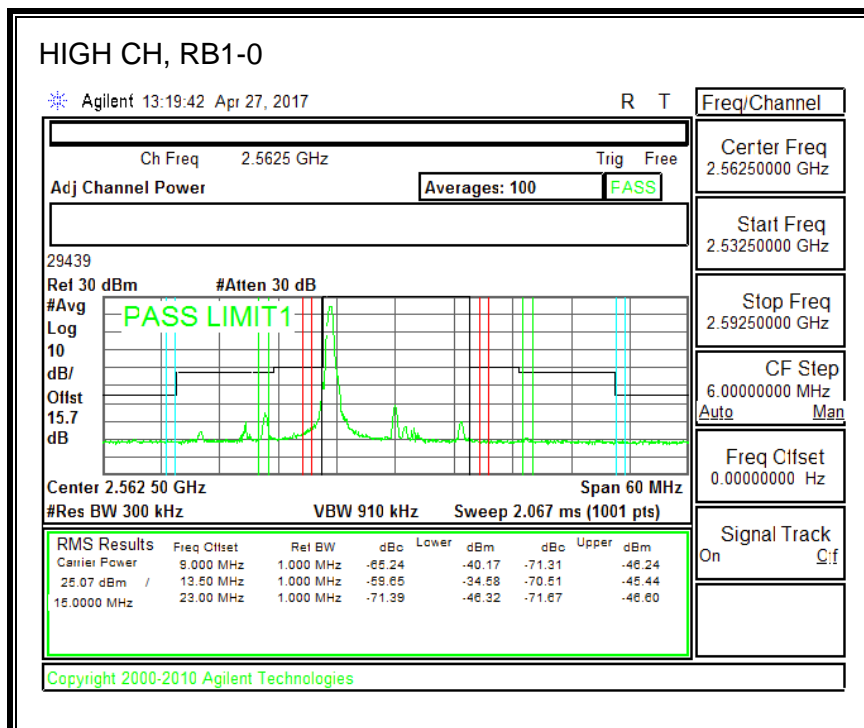 HIGH CH, RB1-0
Agilent 13:19:42 Apr 27, 2017 R T
Freq/Channel
Ch Freq 2.5625 GHz Trig Free
Adj Channel Power Averages: 100 PASS
Center Freq
2.56250000 GHz
Start Freq
2.53250000 GHz
29439
Ref 30 dBm #Atten 30 dB
#Avg
Log
10
dB/
Offst
15.7
dB
PASS LIMIT1
Stop Freq
2.59250000 GHz
CF Step
6.00000000 MHz
Auto Man
Freq Offset
0.00000000 Hz
Center 2.562 50 GHz Span 60 MHz
#Res BW 300 kHz VBW 910 kHz Sweep 2.067 ms (1001 pts)
Signal Track
On Off
RMS Results Freq Offset Ref BW dBc Lower dBm dBc Upper dBm
Carrier Power 9.000 MHz 1.000 MHz -65.24 -40.17 -71.31 -46.24
25.07 dBm / 13.50 MHz 1.000 MHz -59.65 -34.58 -70.51 -45.44
15.0000 MHz 23.00 MHz 1.000 MHz -71.39 -46.32 -71.67 -46.60
Copyright 2000-2010 Agilent Technologies